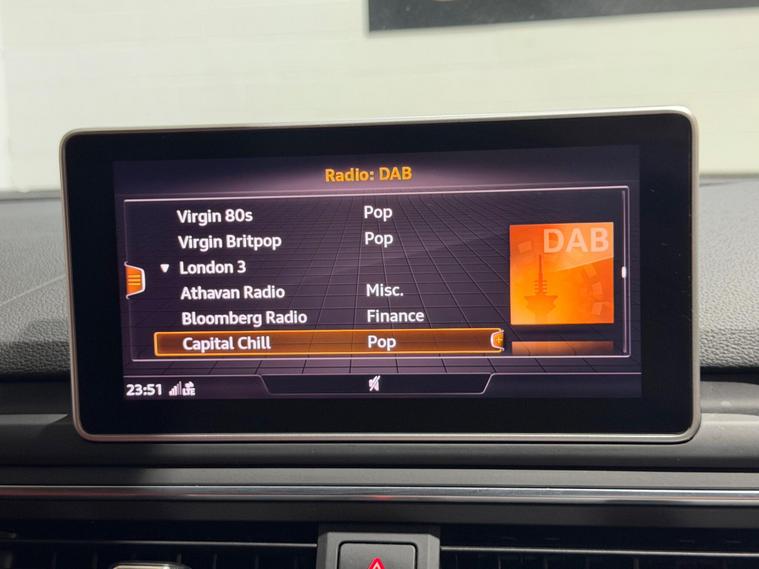 Radio: DAB
Virgin 80s Pop
Virgin Britpop Pop
London 3
Athavan Radio Misc.
Bloomberg Radio Finance
Capital Chill Pop
DAB
23:51 LTE